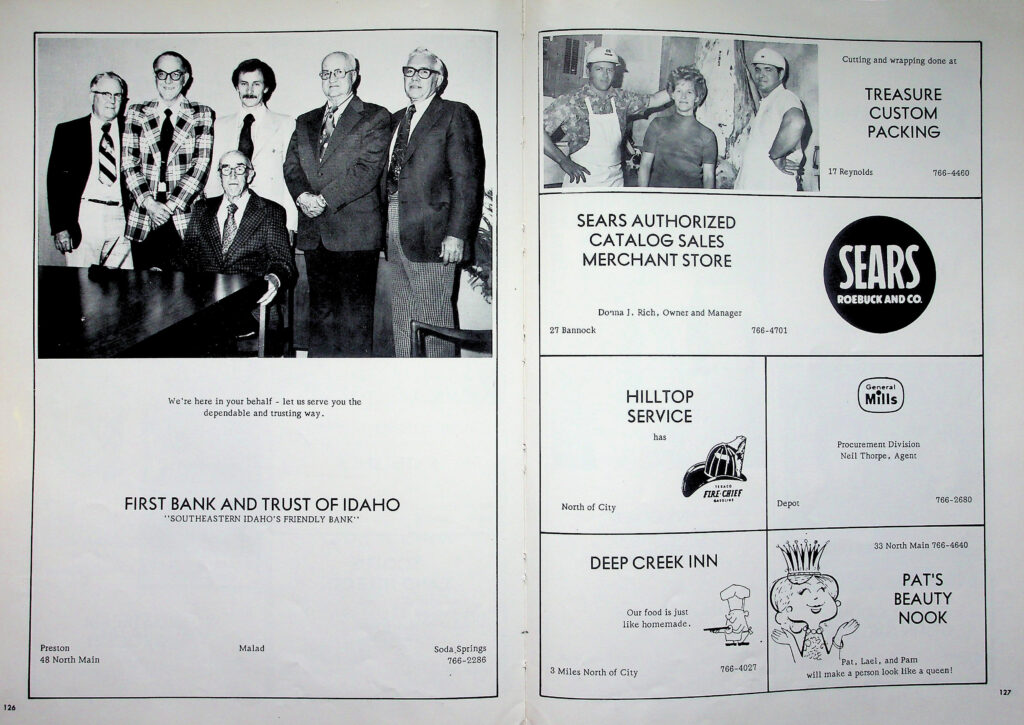 We're here in your behalf - let us serve you the
dependable and trusting way.
FIRST BANK AND TRUST OF IDAHO
"SOUTHEASTERN IDAHO'S FRIENDLY BANK"
Preston Malad Soda Springs
48 North Main 766-2286
126
Cutting and wrapping done at
TREASURE
CUSTOM
PACKING
17 Reynolds 766-4460
SEARS AUTHORIZED
CATALOG SALES
MERCHANT STORE
Donna J. Rich, Owner and Manager
27 Bannock 766-4701
SEARS
ROEBUCK AND CO.
HILLTOP
SERVICE
has
TEXACO
FIRE-CHIEF
GASOLINE
North of City
General
Mills
Procurement Division
Neil Thorpe, Agent
Depot 766-2680
DEEP CREEK INN
Our food is just
like homemade.
3 Miles North of City 766-4027
33 North Main 766-4640
PAT'S
BEAUTY
NOOK
Pat, Lael, and Pam
will make a person look like a queen!
127